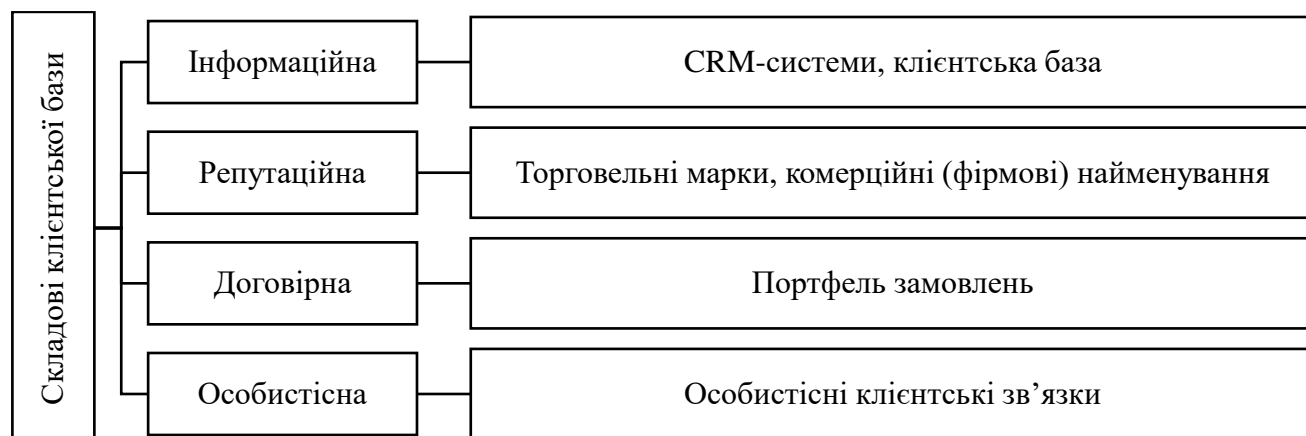 Складові клієнтської бази
Інформаційна
CRM-системи, клієнтська база
Репутаційна
Торговельні марки, комерційні (фірмові) найменування
Договірна
Портфель замовлень
Особистісна
Особистісні клієнтські зв’язки